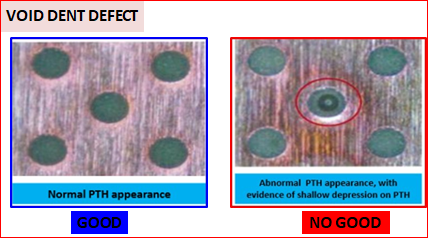 VOID DENT DEFECT
Normal PTH appearance
Abnormal PTH appearance, with
evidence of shallow depression on PTH
GOOD
NO GOOD